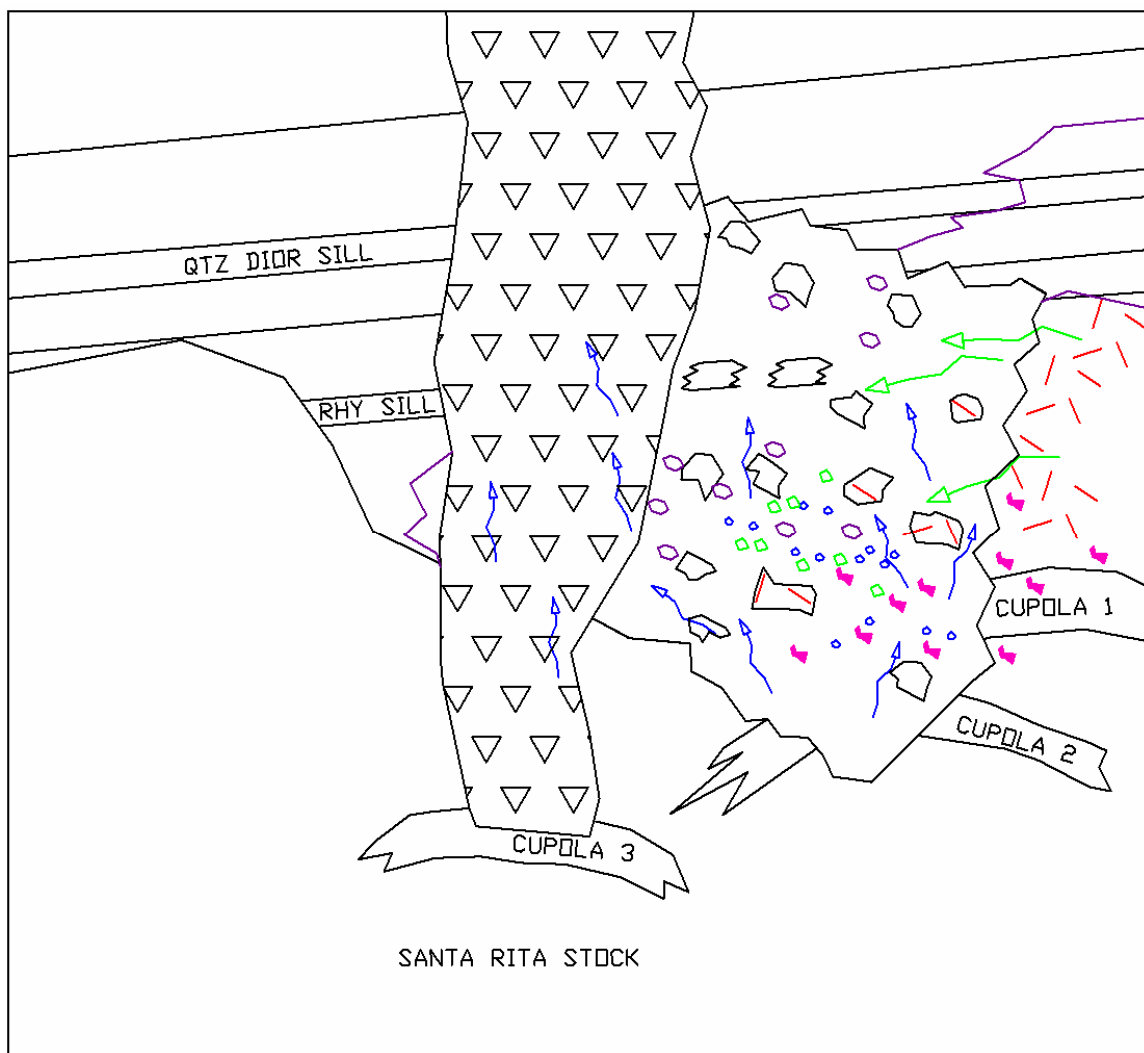 QTZ DIOR SILL
RHY SILL
CUPOLA 1
CUPOLA 2
CUPOLA 3
SANTA RITA STOCK